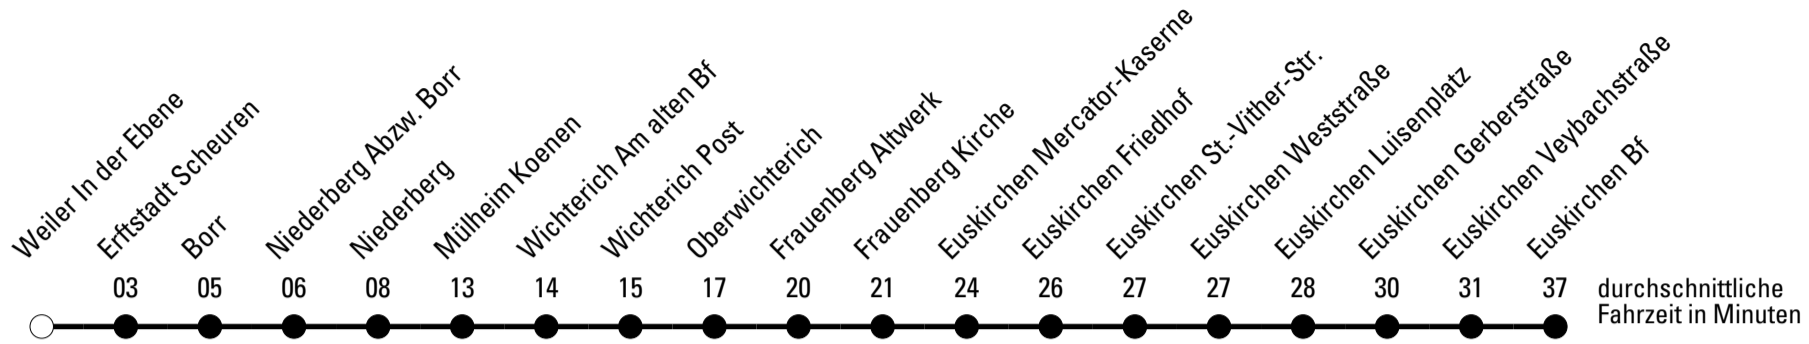 Weiler In der Ebene
Erftstadt Scheuren
Borr
Niederberg Abzw. Borr
Niederberg
Mülheim Koenen
Wichterich Am alten Bf
Wichterich Post
Oberwichterich
Frauenberg Altwerk
Frauenberg Kirche
Euskirchen Mercator-Kaserne
Euskirchen Friedhof
Euskirchen St.-Vither-Str.
Euskirchen Weststraße
Euskirchen Luisenplatz
Euskirchen Gerberstraße
Euskirchen Veybachstraße
Euskirchen Bf
03 05 06 08 13 14 15 17 20 21 24 26 27 27 28 30 31 37
durchschnittliche
Fahrzeit in Minuten